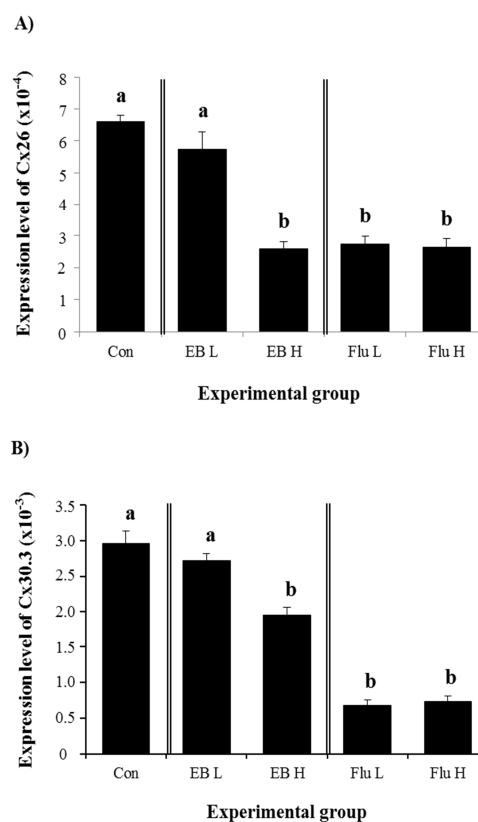 A)
Expression level of Cx26 (x10-4)
8
7
6
5
4
3
2
1
0
a
a
b
b
b
Con
EB L
EB H
Flu L
Flu H
Experimental group
B)
Expression level of Cx30.3 (x10-3)
3.5
3.0
2.5
2.0
1.5
1.0
0.5
0
a
a
b
b
b
Con
EB L
EB H
Flu L
Flu H
Experimental group